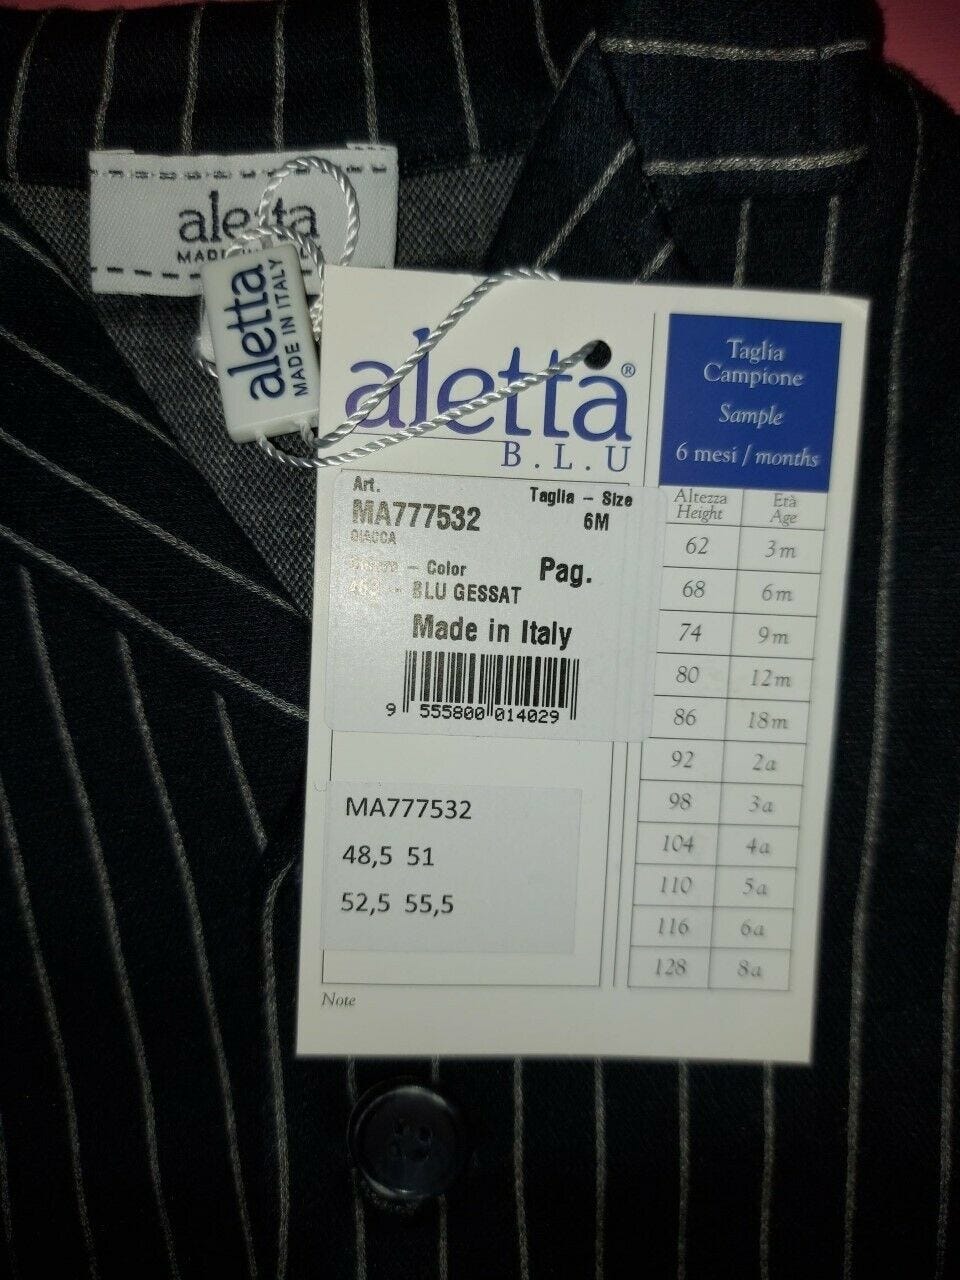 aletta
MADE IN
aletta
MADE IN ITALY
aletta®
B.L.U
Taglia
Campione
Sample
6 mesi / months
Art.
MA777532
GIACCA
Taglia - Size
6M
- Color
Pag.
- BLU GESSAT
Made in Italy
9 555800 014029
MA777532
48,5 51
52,5 55,5
Note
Altezza Età
Height Age
62 3m
68 6m
74 9m
80 12m
86 18m
92 2a
98 3a
104 4a
110 5a
116 6a
128 8a